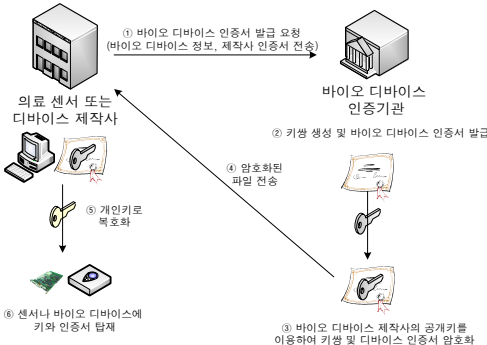 ① 바이오 디바이스 인증서 발급 요청
(바이오 디바이스 정보, 제작사 인증서 전송)
의료 센서 또는
디바이스 제작사
바이오 디바이스
인증기관
② 키쌍 생성 및 바이오 디바이스 인증서 발급
④ 암호화된
파일 전송
⑤ 개인키로
복호화
⑥ 센서나 바이오 디바이스에
키와 인증서 탑재
③ 바이오 디바이스 제작사의 공개키를
이용하여 키쌍 및 디바이스 인증서 암호화